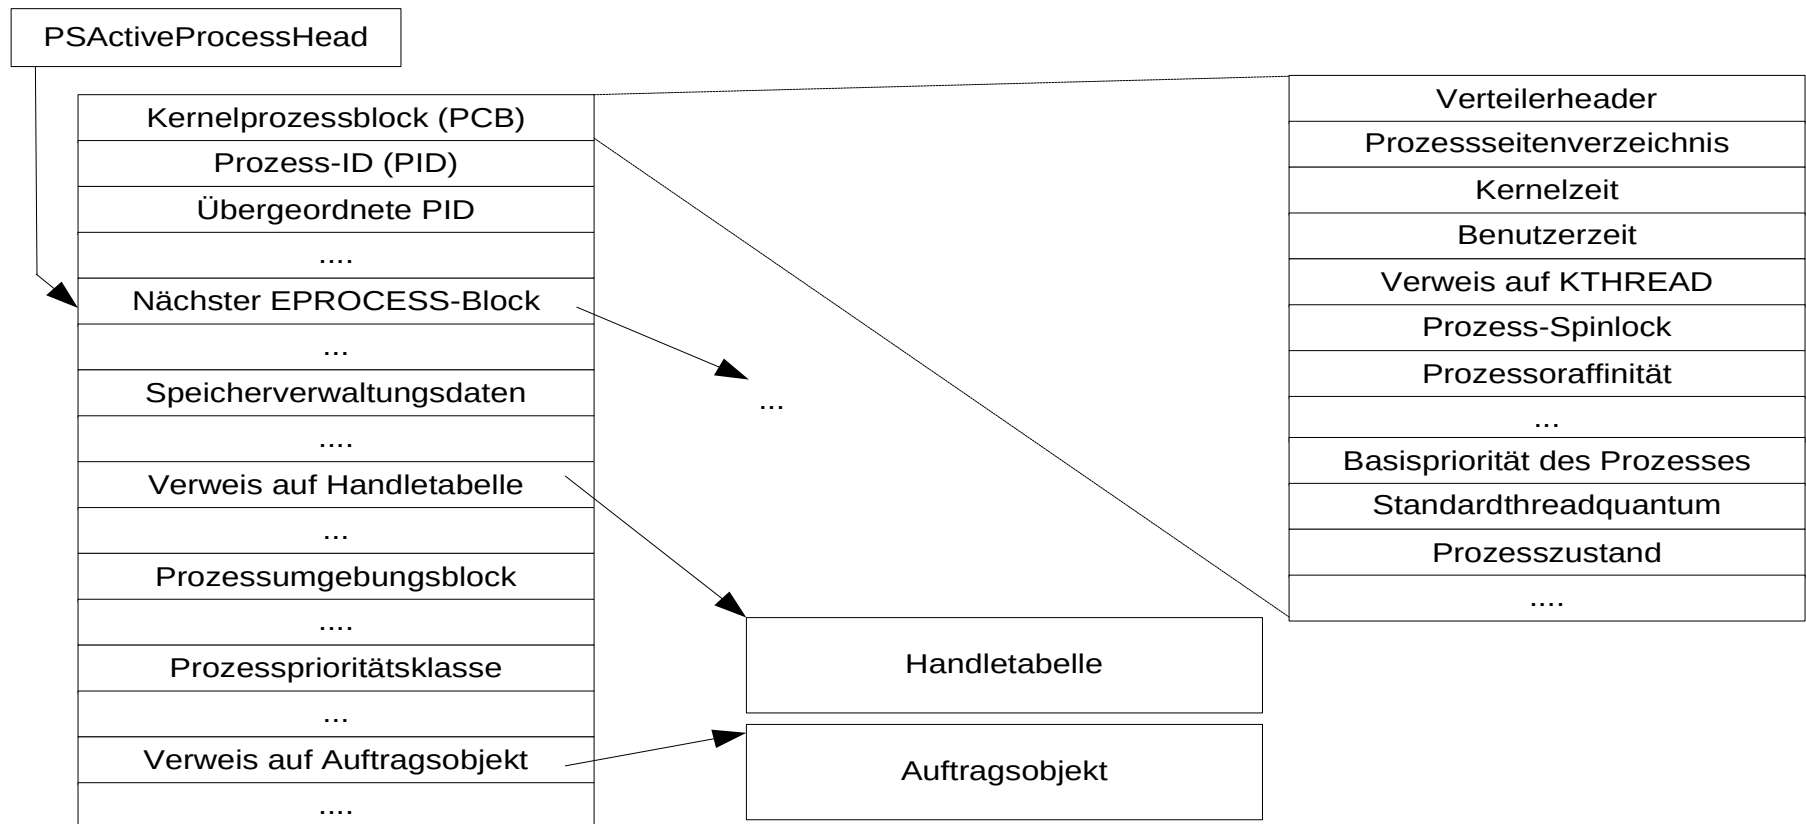 PSActiveProcessHead
Kernelprozessblock (PCB)
Prozess-ID (PID)
Übergeordnete PID
....
Nächster EPROCESS-Block
...
Speicherverwaltungsdaten
....
Verweis auf Handletabelle
...
Prozessumgebungsblock
....
Prozessprioritätsklasse
...
Verweis auf Auftragsobjekt
....
...
Handletabelle
Auftragsobjekt
Verteilerheader
Prozessseitenverzeichnis
Kernelzeit
Benutzerzeit
Verweis auf KTHREAD
Prozess-Spinlock
Prozessoraffinität
...
Basispriorität des Prozesses
Standardthreadquantum
Prozesszustand
....